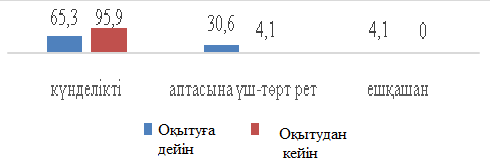 65,3 95,9 30,6 4,1 4,1 0
күнделікті аптасына үш-төрт рет ешқашан
Оқытуға Оқытудан
дейін кейін